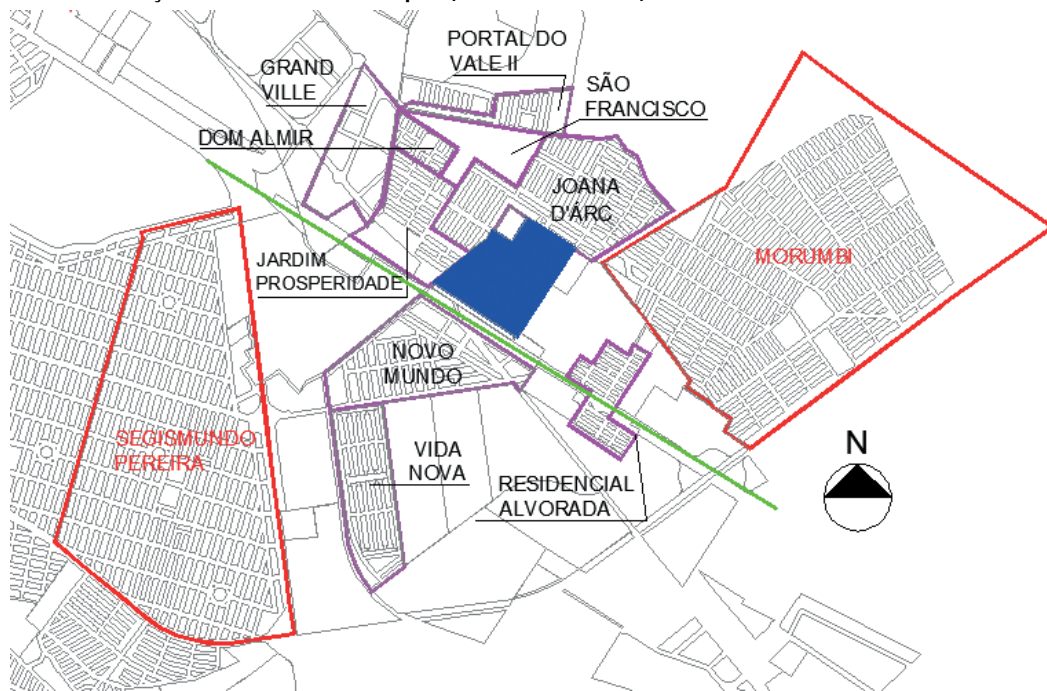 PORTAL DO
VALE II
GRAND
VILLE
SÃO
FRANCISCO
DOM ALMIR
JOANA
D'ÁRC
MORUMBI
JARDIM
PROSPERIDADE
NOVO
MUNDO
SEGISMUNDO
PEREIRA
VIDA
NOVA
RESIDENCIAL
ALVORADA
N